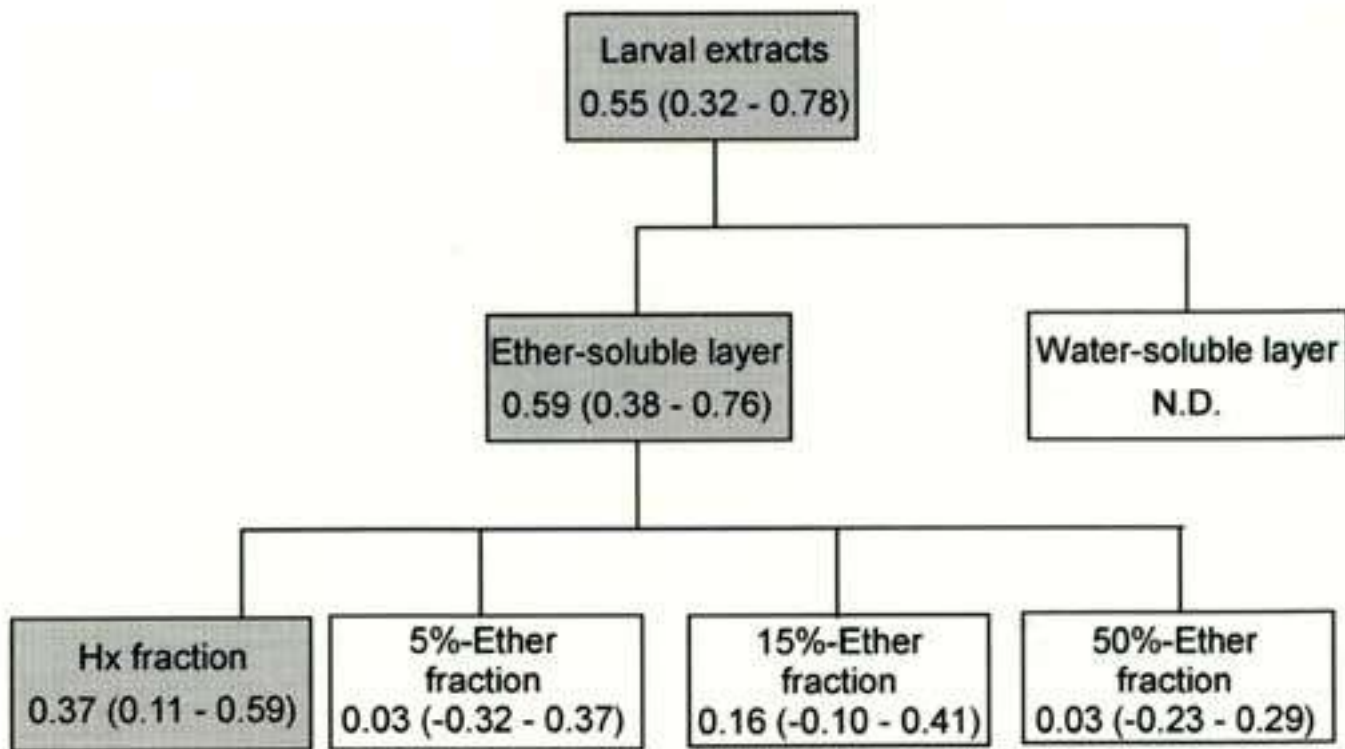 Larval extracts
0.55 (0.32 - 0.78)
Ether-soluble layer
0.59 (0.38 - 0.76)
Water-soluble layer
N.D.
Hx fraction
0.37 (0.11 - 0.59)
5%-Ether
fraction
0.03 (-0.32 - 0.37)
15%-Ether
fraction
0.16 (-0.10 - 0.41)
50%-Ether
fraction
0.03 (-0.23 - 0.29)